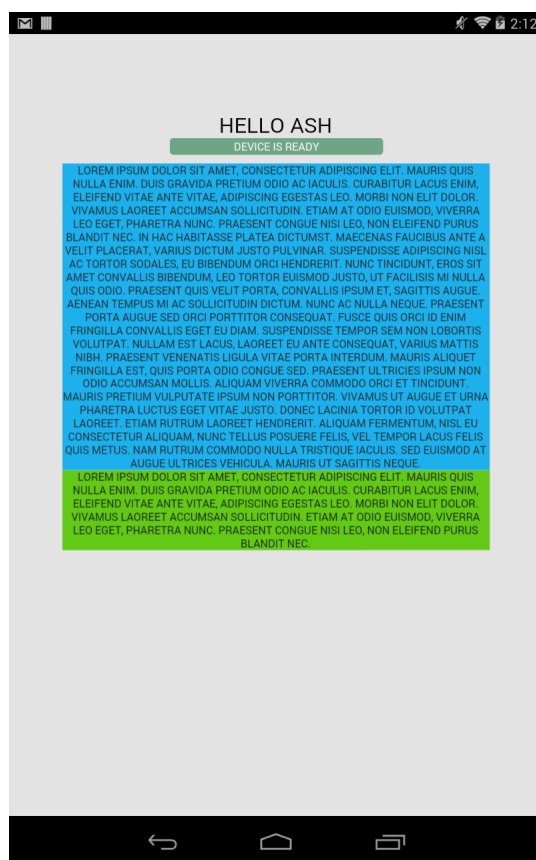 2:12
HELLO ASH
DEVICE IS READY
LOREM IPSUM DOLOR SIT AMET, CONSECTETUR ADIPISCING ELIT. MAURIS QUIS
NULLA ENIM. DUIS GRAVIDA PRETIUM ODIO AC IACULIS. CURABITUR LACUS ENIM,
ELEIFEND VITAE ANTE VITAE, ADIPISCING EGESTAS LEO. MORBI NON ELIT DOLOR.
VIVAMUS LAOREET ACCUMSAN SOLLICITUDIN. ETIAM AT ODIO EUISMOD, VIVERRA
LEO EGET, PHARETRA NUNC. PRAESENT CONGUE NISI LEO, NON ELEIFEND PURUS
BLANDIT NEC. IN HAC HABITASSE PLATEA DICTUMST. MAECENAS FAUCIBUS ANTE A
VELIT PLACERAT, VARIUS DICTUM JUSTO PULVINAR. SUSPENDISSE ADIPISCING NISL
AC TORTOR SODALES, EU BIBENDUM ORCI HENDRERIT. NUNC TINCIDUNT, EROS SIT
AMET CONVALLIS BIBENDUM, LEO TORTOR EUISMOD JUSTO, UT FACILISIS MI NULLA
QUIS ODIO. PRAESENT QUIS VELIT PORTA, CONVALLIS IPSUM ET, SAGITTIS AUGUE.
AENEAN TEMPUS MI AC SOLLICITUDIN DICTUM. NUNC AC NULLA NEQUE. PRAESENT
PORTA AUGUE SED ORCI PORTTITOR CONSEQUAT. FUSCE QUIS ORCI ID ENIM
FRINGILLA CONVALLIS EGET EU DIAM. SUSPENDISSE TEMPOR SEM NON LOBORTIS
VOLUTPAT. NULLAM EST LACUS, LAOREET EU ANTE CONSEQUAT, VARIUS MATTIS
NIBH. PRAESENT VENENATIS LIGULA VITAE PORTA INTERDUM. MAURIS ALIQUET
FRINGILLA EST, QUIS PORTA ODIO CONGUE SED. PRAESENT ULTRICIES IPSUM NON
ODIO ACCUMSAN MOLLIS. ALIQUAM VIVERRA COMMODO ORCI ET TINCIDUNT.
MAURIS PRETIUM VULPUTATE IPSUM NON PORTTITOR. VIVAMUS UT AUGUE ET URNA
PHARETRA LUCTUS EGET VITAE JUSTO. DONEC LACINIA TORTOR ID VOLUTPAT
LAOREET. ETIAM RUTRUM LAOREET HENDRERIT. ALIQUAM FERMENTUM, NISL EU
CONSECTETUR ALIQUAM, NUNC TELLUS POSUERE FELIS, VEL TEMPOR LACUS FELIS
QUIS METUS. NAM RUTRUM COMMODO NULLA TRISTIQUE IACULIS. SED EUISMOD AT
AUGUE ULTRICES VEHICULA. MAURIS UT SAGITTIS NEQUE.
LOREM IPSUM DOLOR SIT AMET, CONSECTETUR ADIPISCING ELIT. MAURIS QUIS
NULLA ENIM. DUIS GRAVIDA PRETIUM ODIO AC IACULIS. CURABITUR LACUS ENIM,
ELEIFEND VITAE ANTE VITAE, ADIPISCING EGESTAS LEO. MORBI NON ELIT DOLOR.
VIVAMUS LAOREET ACCUMSAN SOLLICITUDIN. ETIAM AT ODIO EUISMOD, VIVERRA
LEO EGET, PHARETRA NUNC. PRAESENT CONGUE NISI LEO, NON ELEIFEND PURUS
BLANDIT NEC.